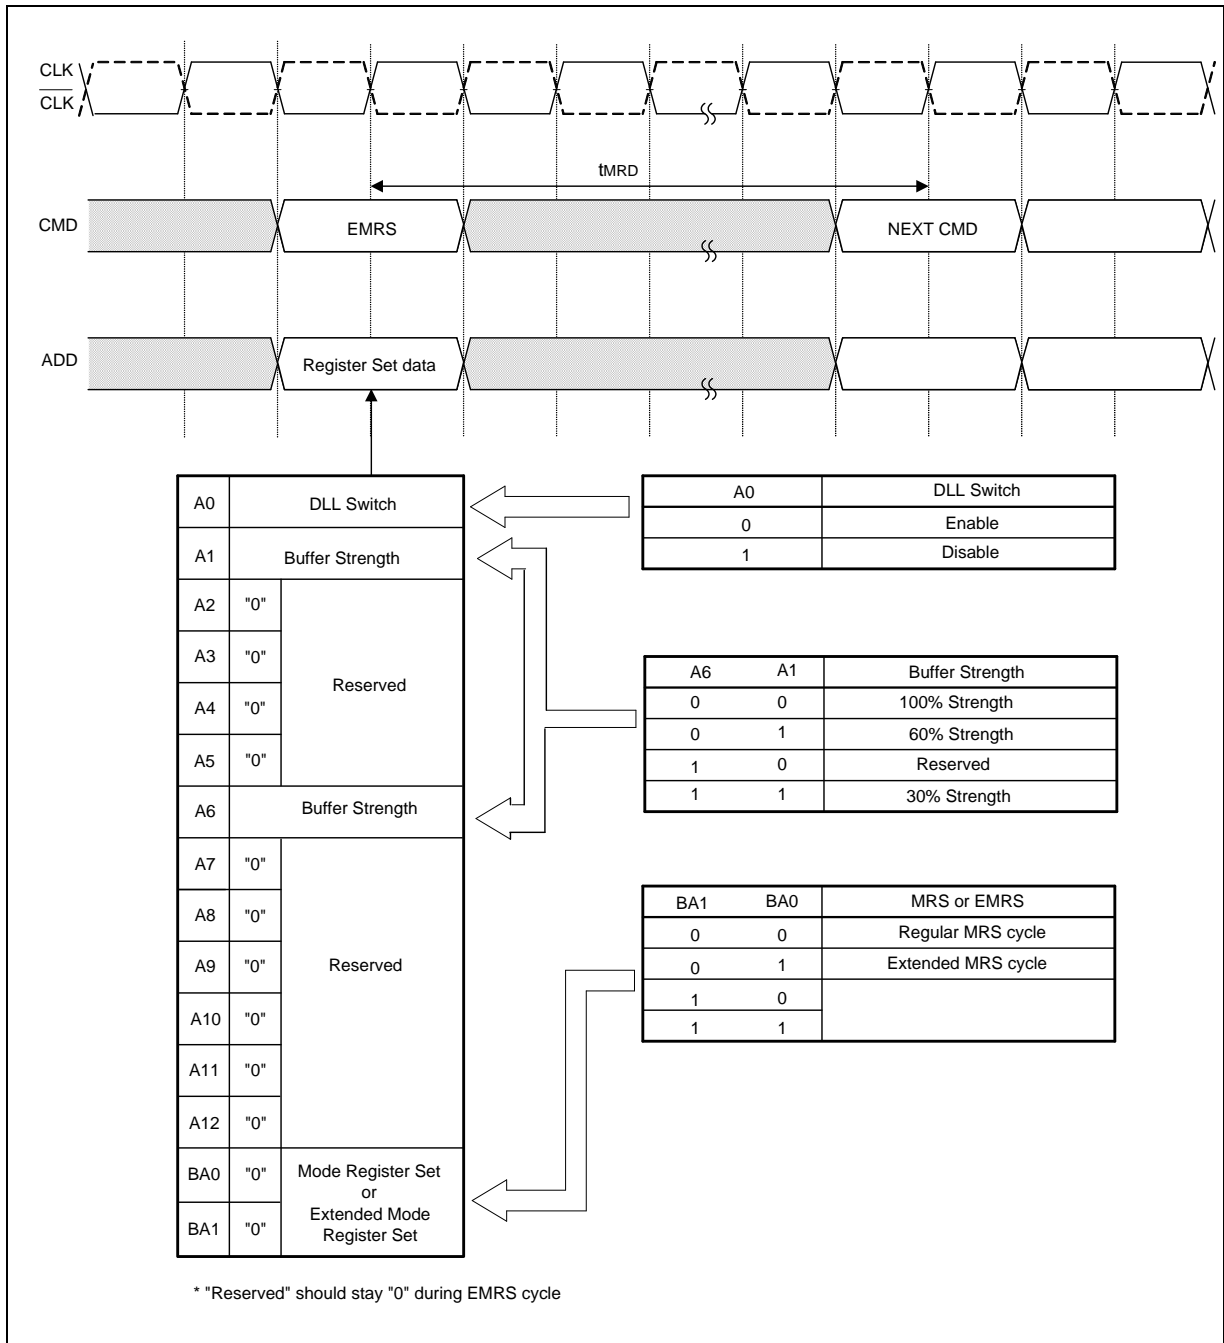 CLK
CLK
tMRD
CMD
EMRS
NEXT CMD
ADD
Register Set data
A0 DLL Switch
A1 Buffer Strength
A2 "0"
A3 "0"
Reserved
A4 "0"
A5 "0"
A6 Buffer Strength
A7 "0"
A8 "0"
A9 "0" Reserved
A10 "0"
A11 "0"
A12 "0"
BA0 "0" Mode Register Set
or
Extended Mode
BA1 "0" Register Set
A0 DLL Switch
0 Enable
1 Disable
A6 A1 Buffer Strength
0 0 100% Strength
0 1 60% Strength
1 0 Reserved
1 1 30% Strength
BA1 BA0 MRS or EMRS
0 0 Regular MRS cycle
0 1 Extended MRS cycle
1 0
1 1
* "Reserved" should stay "0" during EMRS cycle